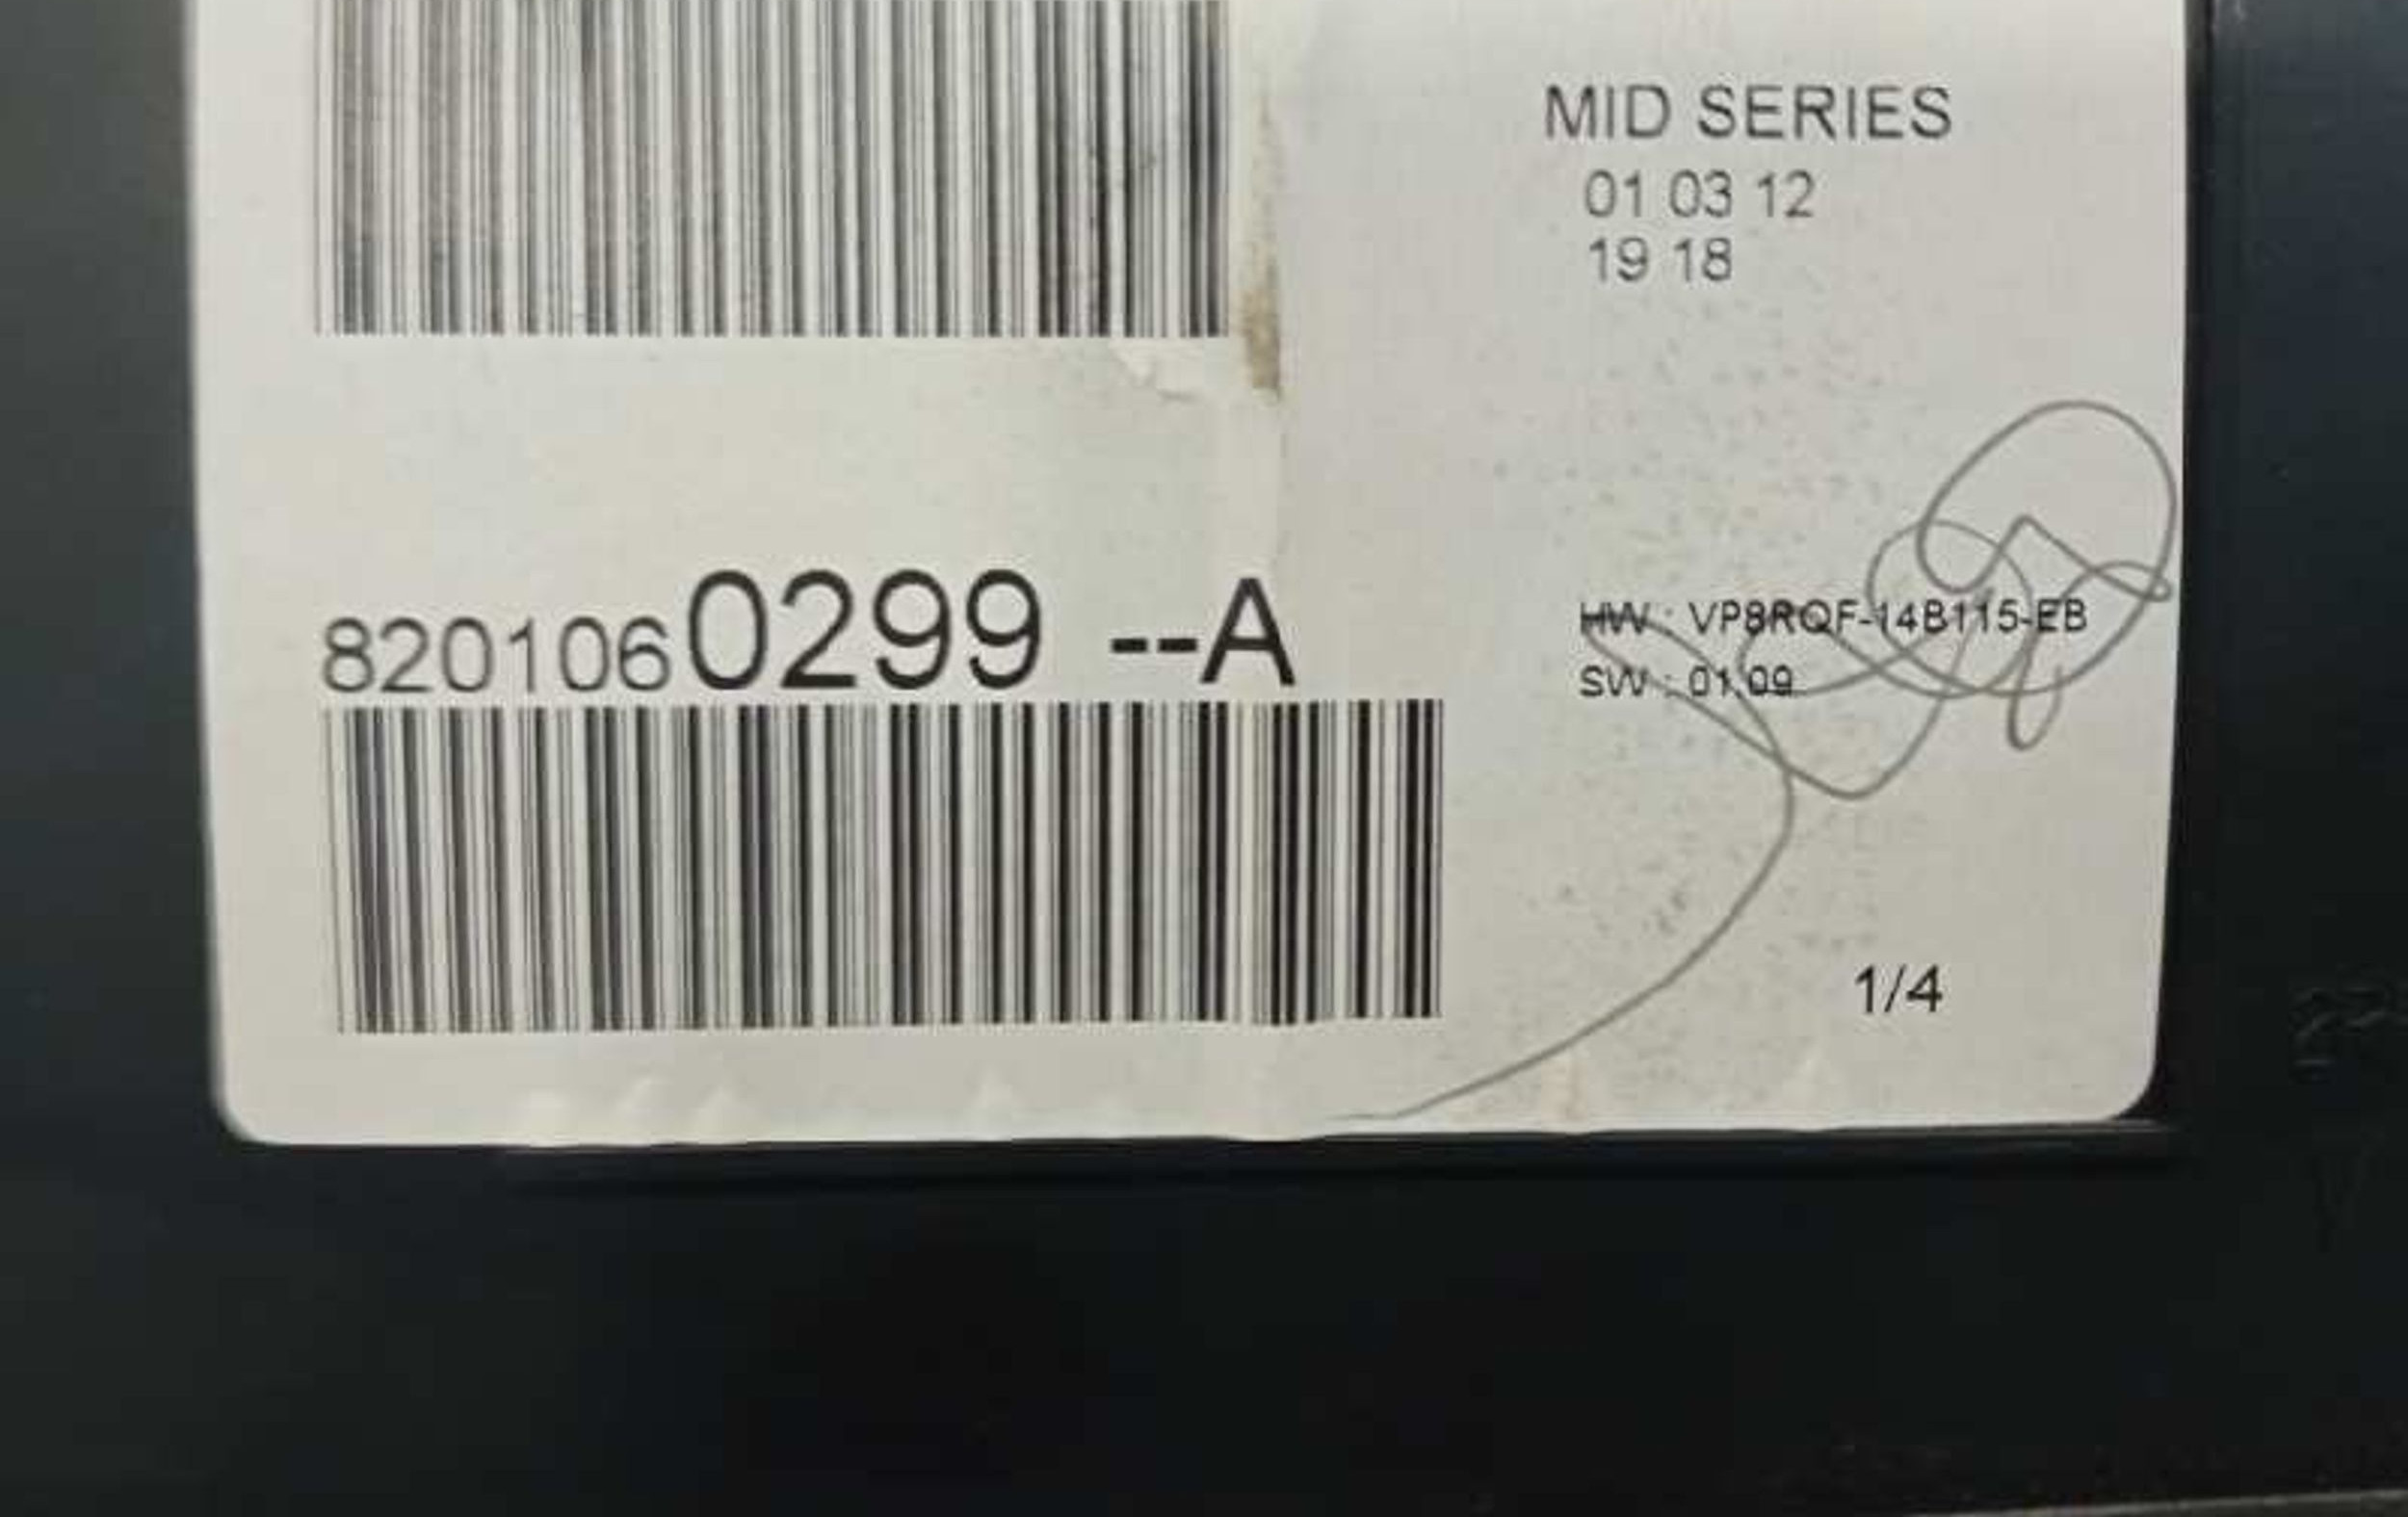 MID SERIES
01 03 12
19 18
8201060299 --A
HW : VP8RQF-14B115-EB
SW : 01.09
1/4